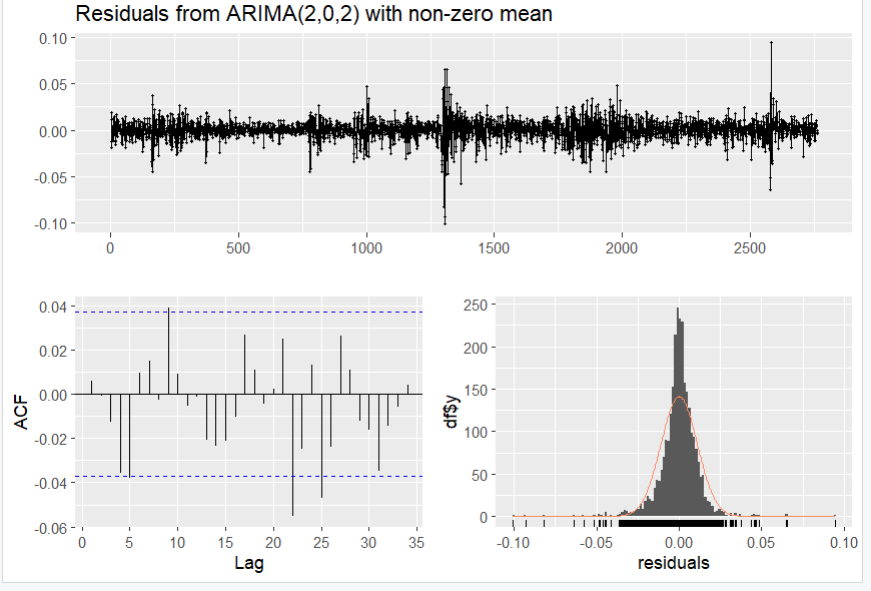 Residuals from ARIMA(2,0,2) with non-zero mean
0.10
0.05
0.00
-0.05
-0.10
0 500 1000 1500 2000 2500
ACF
0.04
0.02
0.00
-0.02
-0.04
-0.06
0 5 10 15 20 25 30 35
Lag
df$y
250
200
150
100
50
0
-0.10 -0.05 0.00 0.05 0.10
residuals